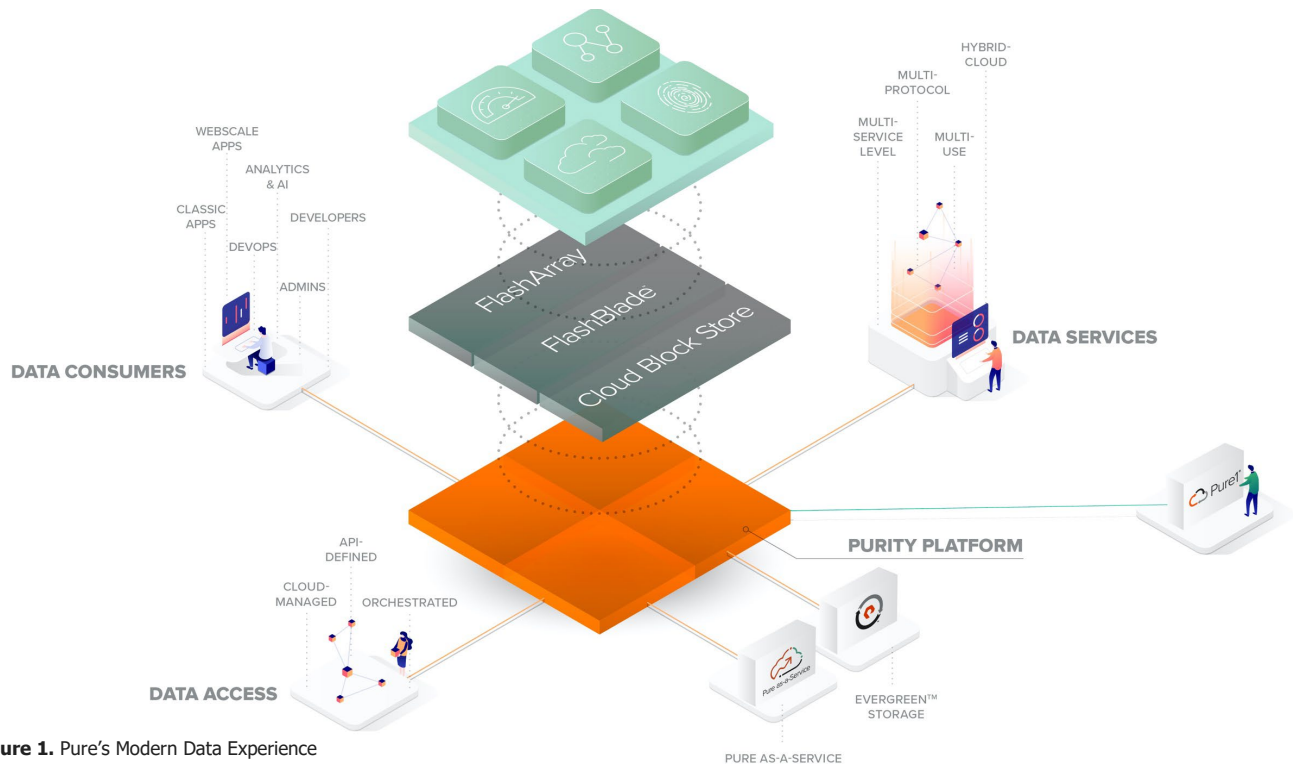 HYBRID-
CLOUD
MULTI-
PROTOCOL
MULTI-
SERVICE
LEVEL
MULTI-
USE
WEBSCALE
APPS
ANALYTICS
& AI
CLASSIC
APPS
DEVELOPERS
DEVOPS
ADMINS
DATA CONSUMERS
FlashArray
FlashBlade®
Cloud Block Store
DATA SERVICES
Pure1®
PURITY PLATFORM
API-
DEFINED
CLOUD-
MANAGED
ORCHESTRATED
DATA ACCESS
Pure as-a-Service
EVERGREEN™
STORAGE
PURE AS-A-SERVICE
ure 1. Pure’s Modern Data Experience